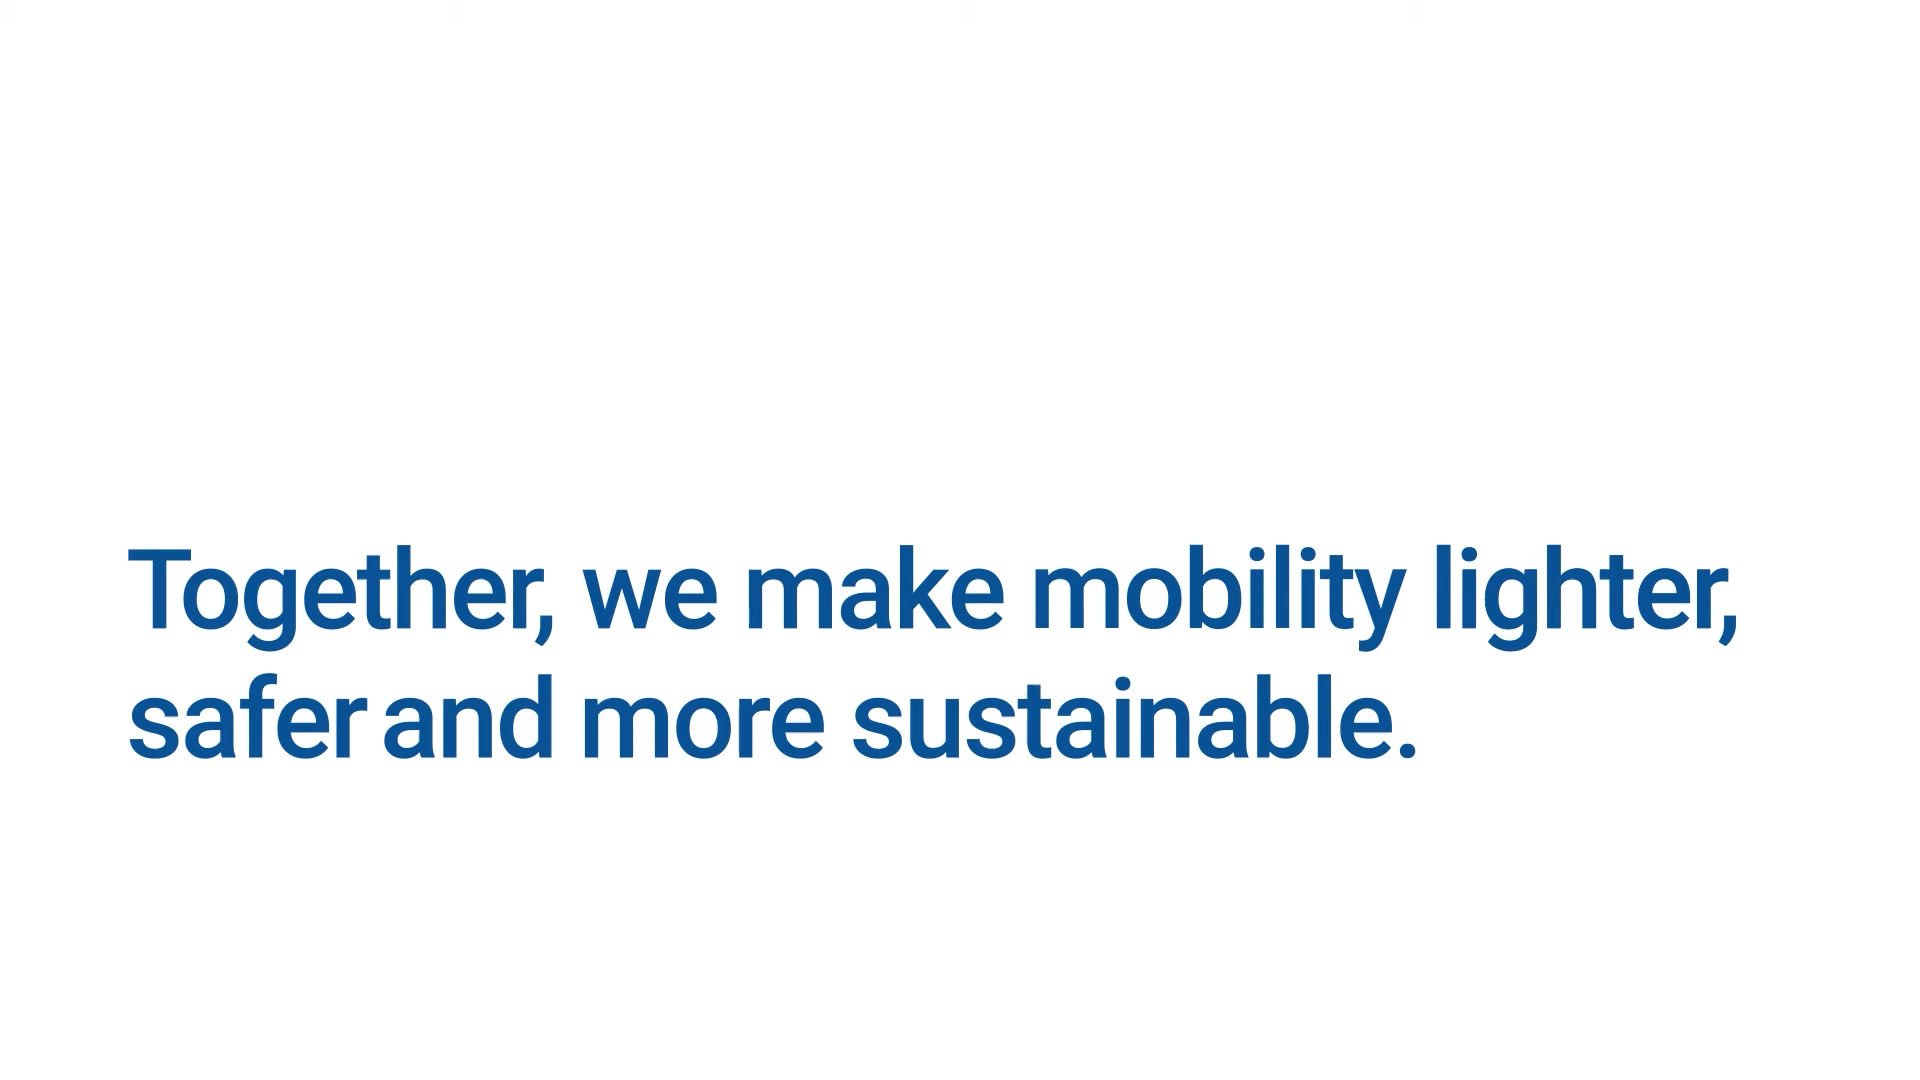 Together, we make mobility lighter,
safer and more sustainable.